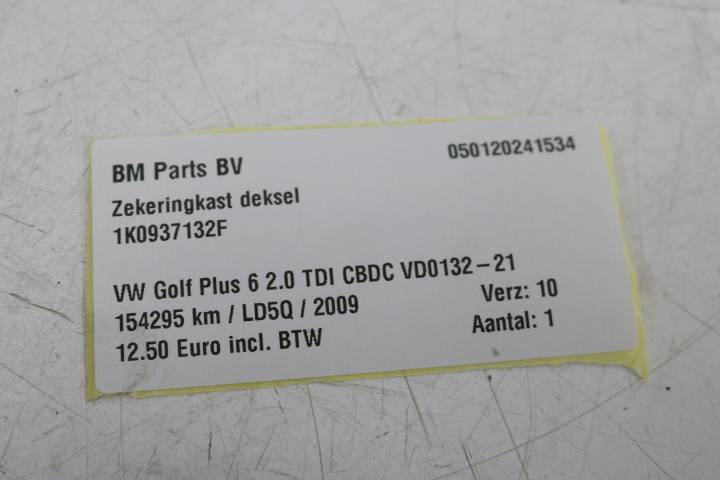 BM Parts BV 050120241534
Zekeringkast deksel
1K0937132F
VW Golf Plus 6 2.0 TDI CBDC VD0132-21
154295 km / LD5Q / 2009 Verz: 10
12.50 Euro incl. BTW Aantal: 1